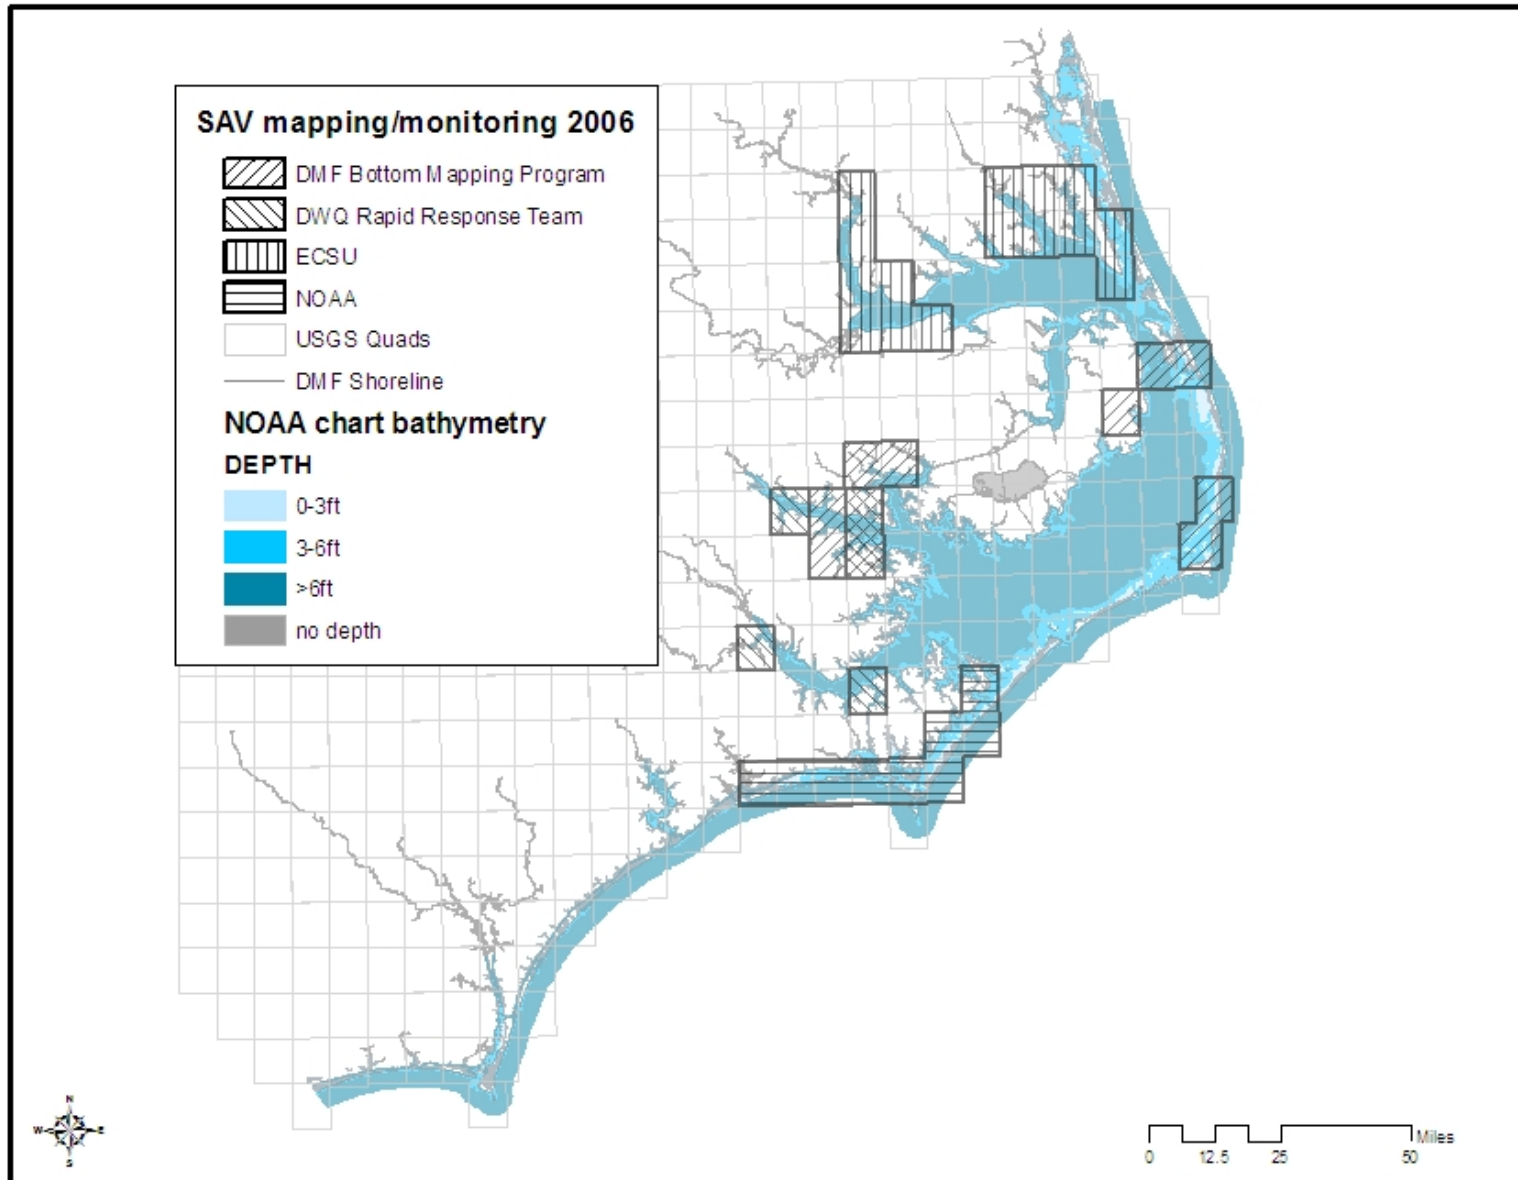 SAV mapping/monitoring 2006
DMF Bottom Mapping Program
DWQ Rapid Response Team
ECSU
NOAA
USGS Quads
DMF Shoreline
NOAA chart bathymetry
DEPTH
0-3ft
3-6ft
>6ft
no depth
N
W E
S
Miles
0 12.5 25 50